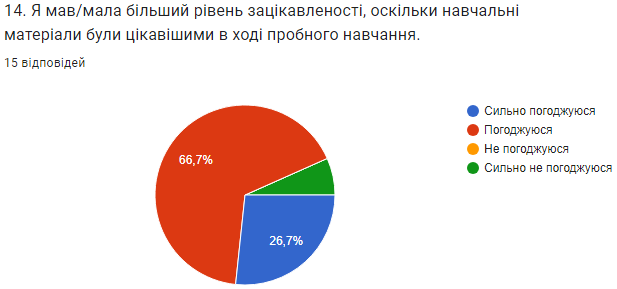 14. Я мав/мала більший рівень зацікавленості, оскільки навчальні
матеріали були цікавішими в ході пробного навчання.
15 відповідей
Сильно погоджуюся
Погоджуюся
Не погоджуюся
Сильно не погоджуюся
66,7%
26,7%